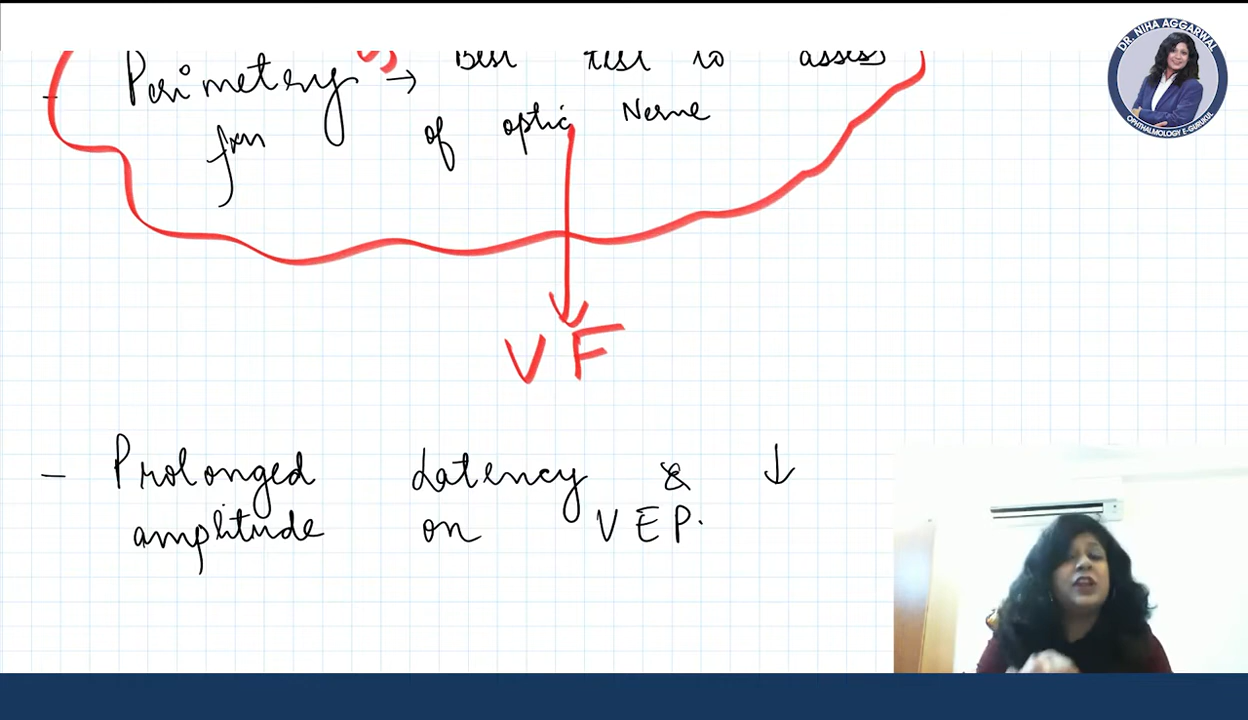 - Perimetry → Best test to assess
fxn of optic Nerve
VF
- Prolonged Latency & ↓
amplitude on VEP.
DR. NIHA AGGARWAL
OPHTHALMOLOGY E-GURUKUL